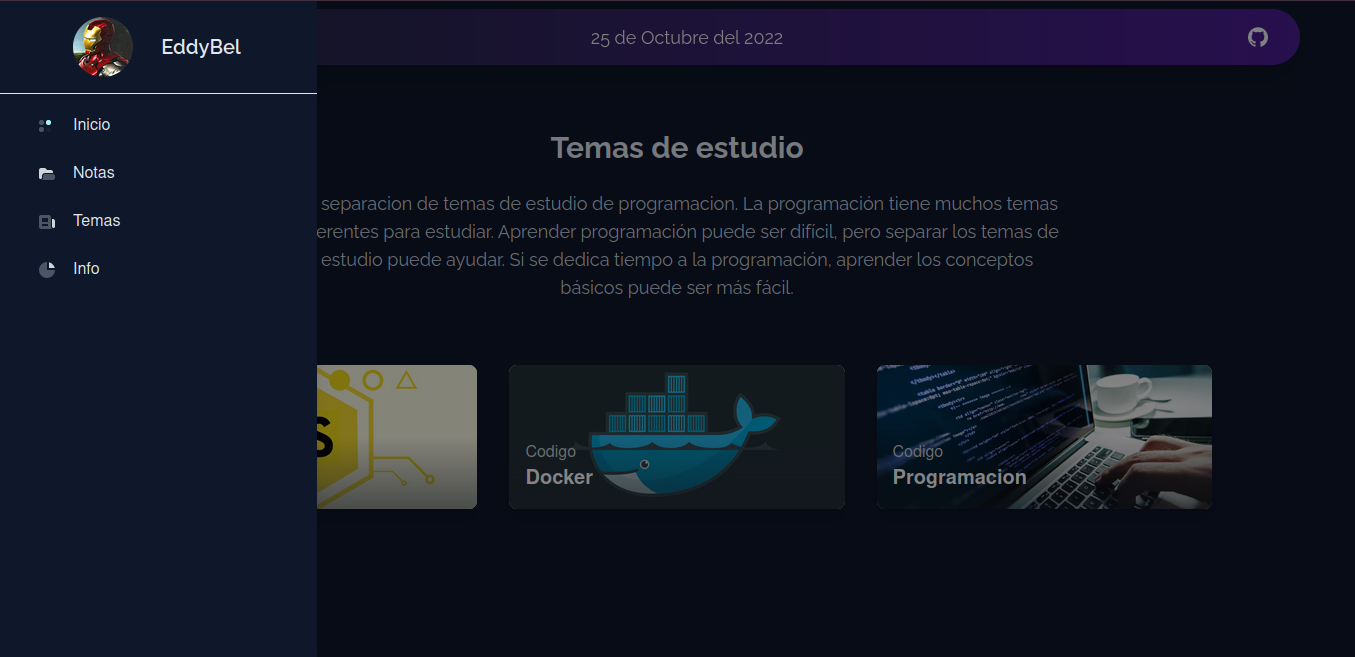 EddyBel
25 de Octubre del 2022
Inicio
Notas
Temas
Info
Temas de estudio
separacion de temas de estudio de programacion. La programación tiene muchos temas
erentes para estudiar. Aprender programación puede ser difícil, pero separar los temas de
estudio puede ayudar. Si se dedica tiempo a la programación, aprender los conceptos
básicos puede ser más fácil.
S
Codigo
Docker
Codigo
Programacion